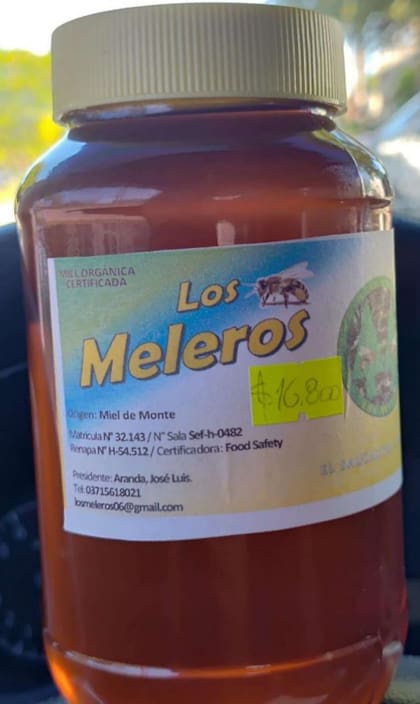 MIEL ORGÁNICA
CERTIFICADA
Los
Meleros
$16.800
Origen: Miel de Monte
Matricula N° 32.143 / N° Sala Sef-h-0482
Renapa N° H-54.512 / Certificadora: Food Safety
Presidente: Aranda, José Luis.
Tel: 03715618021
losmeleros06@gmail.com